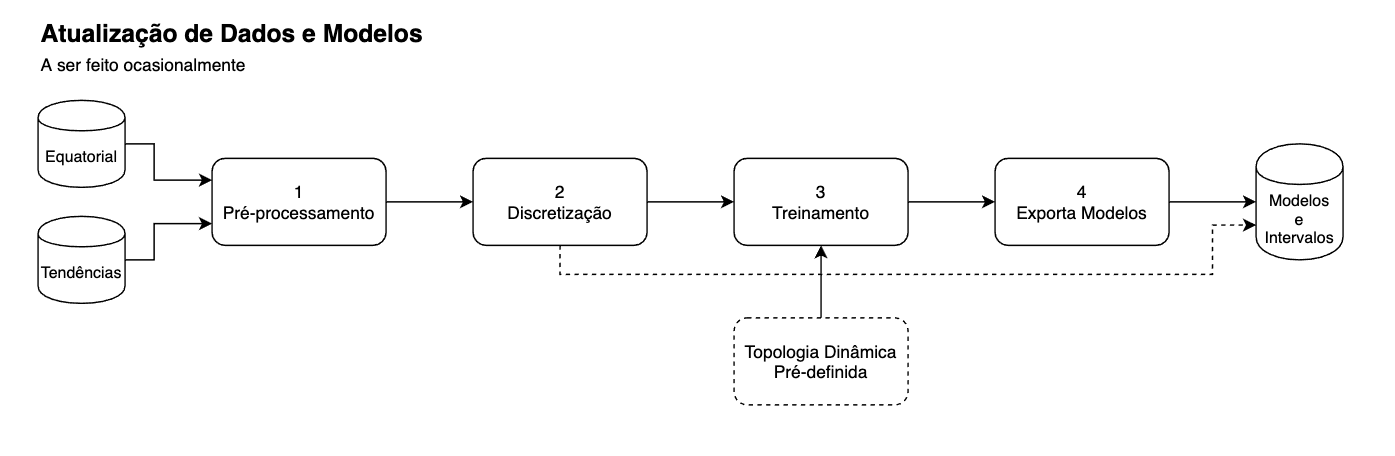 Atualização de Dados e Modelos
A ser feito ocasionalmente
Equatorial
Tendências
1
Pré-processamento
2
Discretização
3
Treinamento
4
Exporta Modelos
Modelos
e
Intervalos
Topologia Dinâmica
Pré-definida